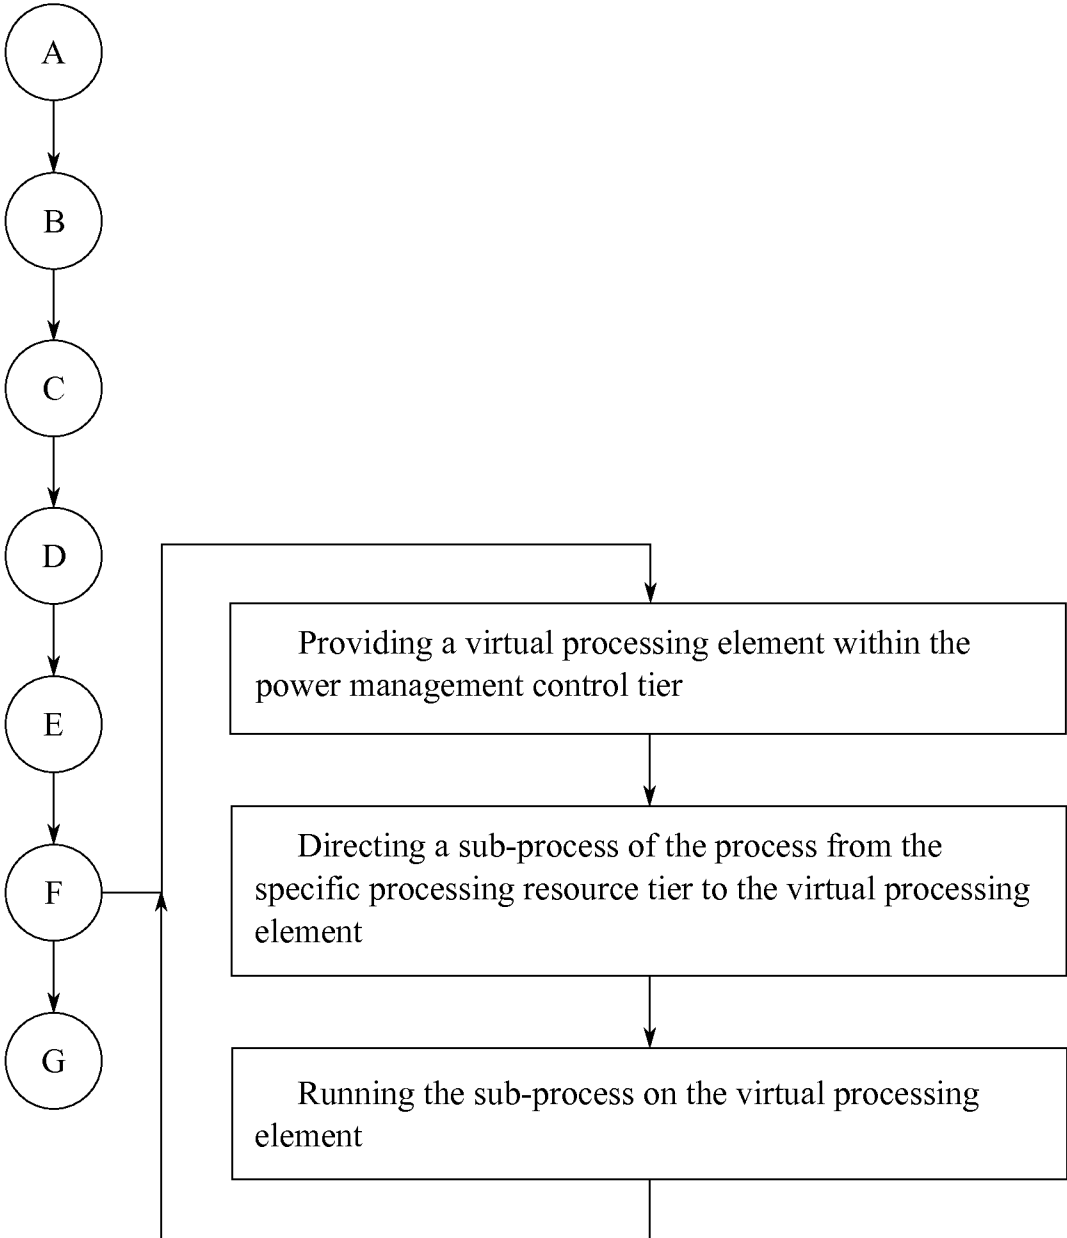 A
B
C
D
E
F
G
Providing a virtual processing element within the
power management control tier
Directing a sub-process of the process from the
specific processing resource tier to the virtual processing
element
Running the sub-process on the virtual processing
element